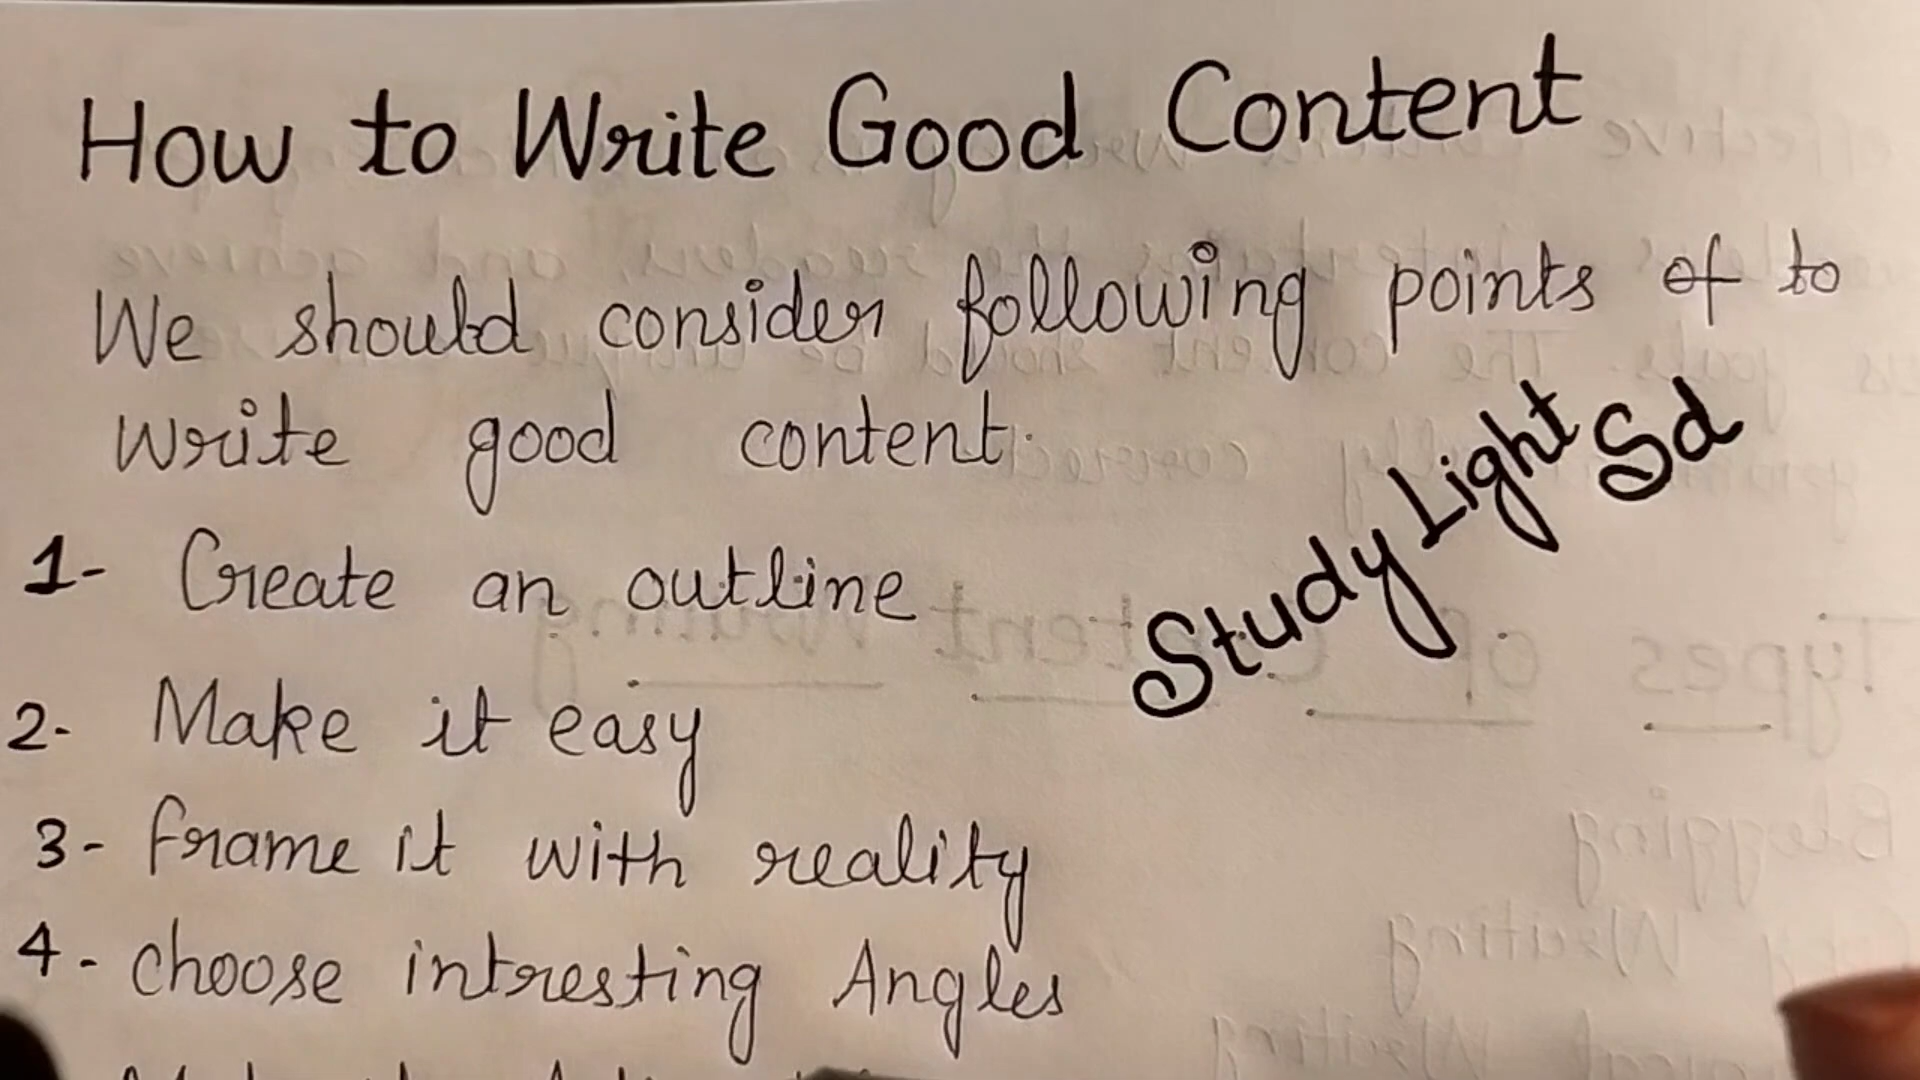 How to Write Good Content
We should consider following points of to
write good content.
Study Light Sd
1- Create an outline
2- Make it easy
3- frame it with reality
4- choose intresting Angles